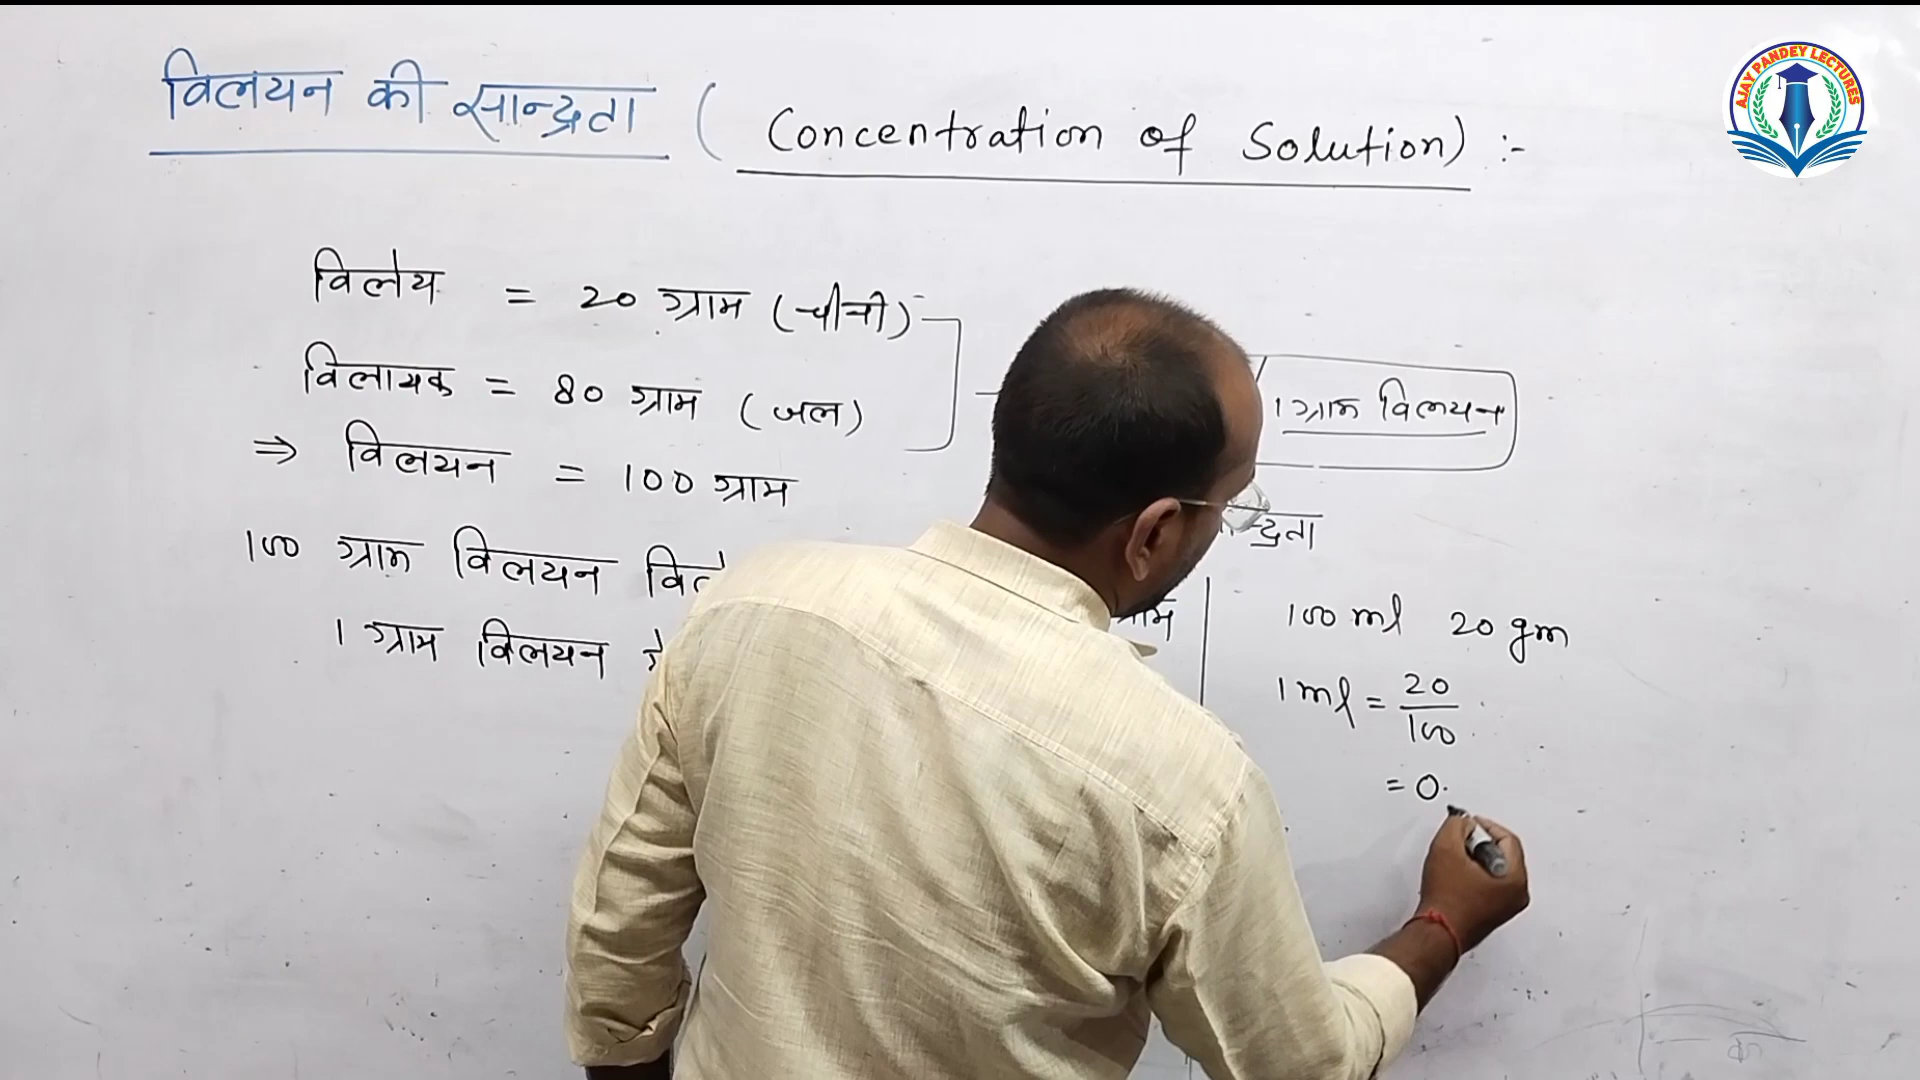 AJAY PANDEY LECTURES
विलयन की सान्द्रता ( Concentration of Solution) :-
विलेय = 20 ग्राम (चीनी)
विलायक = 80 ग्राम (जल)
1 ग्राम विलयन
⇒ विलयन = 100 ग्राम
100 ग्राम विलयन
1 ग्राम विलयन
100 ml 20 gm
1 ml = 20/100
= 0.